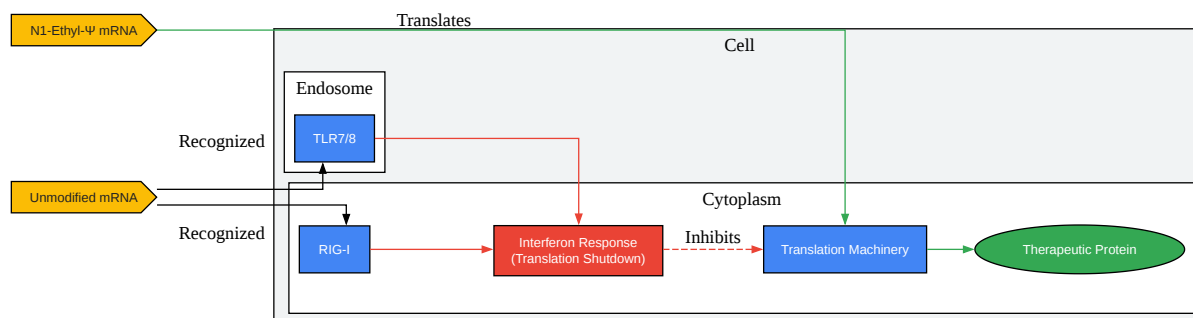 N1-Ethyl-Ψ mRNA
Translates
Cell
Endosome
TLR7/8
Recognized
Unmodified mRNA
Cytoplasm
Recognized
RIG-I
Interferon Response
(Translation Shutdown)
Inhibits
Translation Machinery
Therapeutic Protein